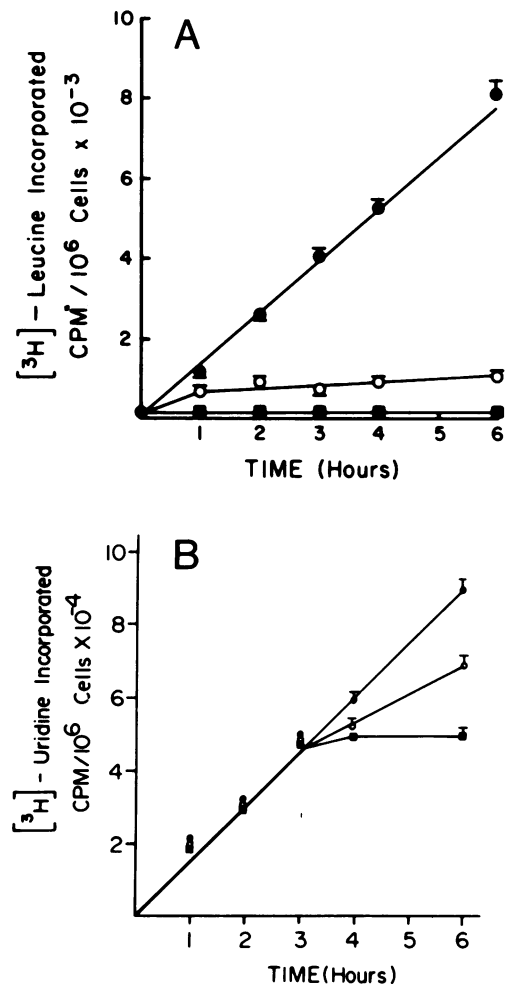 A
[³H] – Leucine Incorporated
CPM / 10⁶ Cells x 10⁻³
10
8
6
4
2
1 2 3 4 5 6
TIME (Hours)
B
[³H] - Uridine Incorporated
CPM/10⁶ Cells X10⁻⁴
10
8
6
4
2
1 2 3 4 5 6
TIME(Hours)